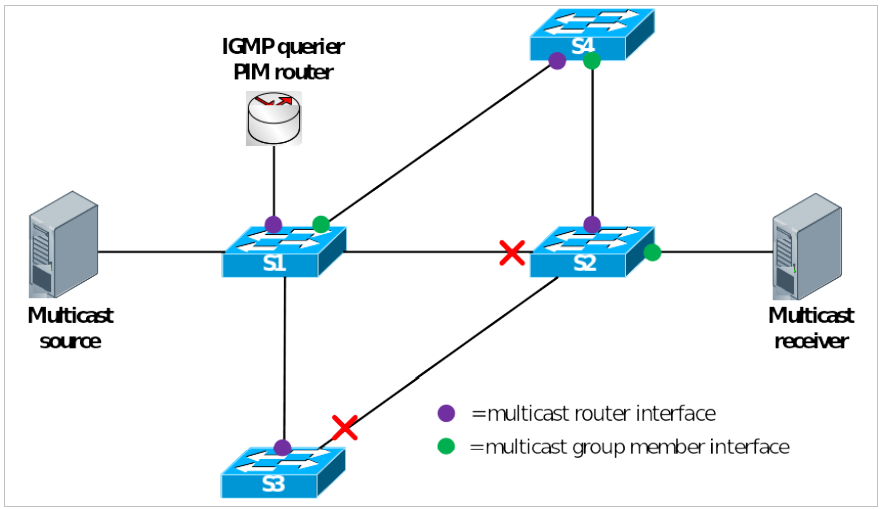 IGMP querier
PIM router
S4
S1
S2
Multicast
source
Multicast
receiver
=multicast router interface
=multicast group member interface
S3